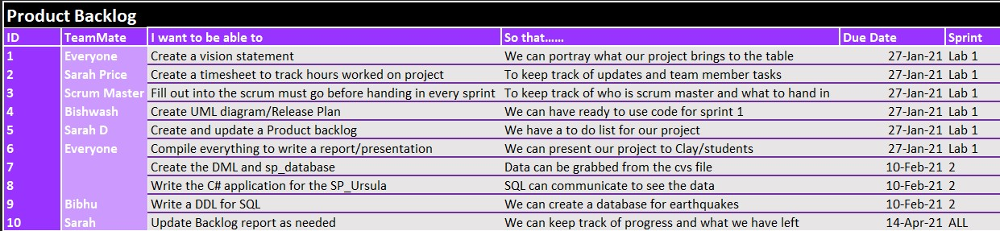 Product Backlog
ID TeamMate I want to be able to So that...... Due Date Sprint
1 Everyone Create a vision statement We can portray what our project brings to the table 27-Jan-21 Lab 1
2 Sarah Price Create a timesheet to track hours worked on project To keep track of updates and team member tasks 27-Jan-21 Lab 1
3 Scrum Master Fill out into the scrum must go before handing in every sprint To keep track of who is scrum master and what to hand in 27-Jan-21 Lab 1
4 Bishwash Create UML diagram/Release Plan We can have ready to use code for sprint 1 27-Jan-21 Lab 1
5 Sarah D Create and update a Product backlog We have a to do list for our project 27-Jan-21 Lab 1
6 Everyone Compile everything to write a report/presentation We can present our project to Clay/students 27-Jan-21 Lab 1
7 Create the DML and sp_database Data can be grabbed from the cvs file 10-Feb-21 2
8 Write the C# application for the SP_Ursula SQL can communicate to see the data 10-Feb-21 2
9 Bibhu Write a DDL for SQL We can create a database for earthquakes 10-Feb-21 2
10 Sarah Update Backlog report as needed We can keep track of progress and what we have left 14-Apr-21 ALL